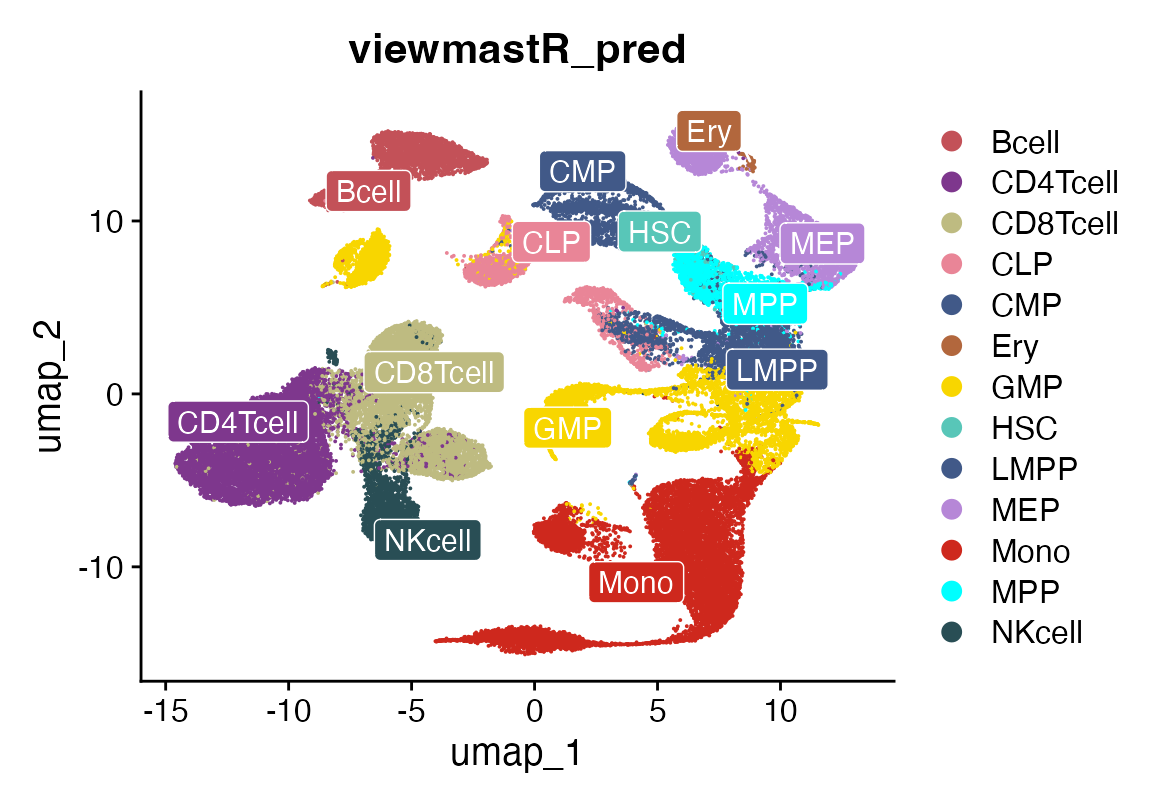 viewmastR_pred
umap_2
10
0
-10
-15
-10
-5
0
5
10
umap_1
Ery
CMP
Bcell
HSC
CLP
MEP
MPP
CD8Tcell
LMPP
CD4Tcell
GMP
NKcell
Mono
Bcell
CD4Tcell
CD8Tcell
CLP
CMP
Ery
GMP
HSC
LMPP
MEP
Mono
MPP
NKcell